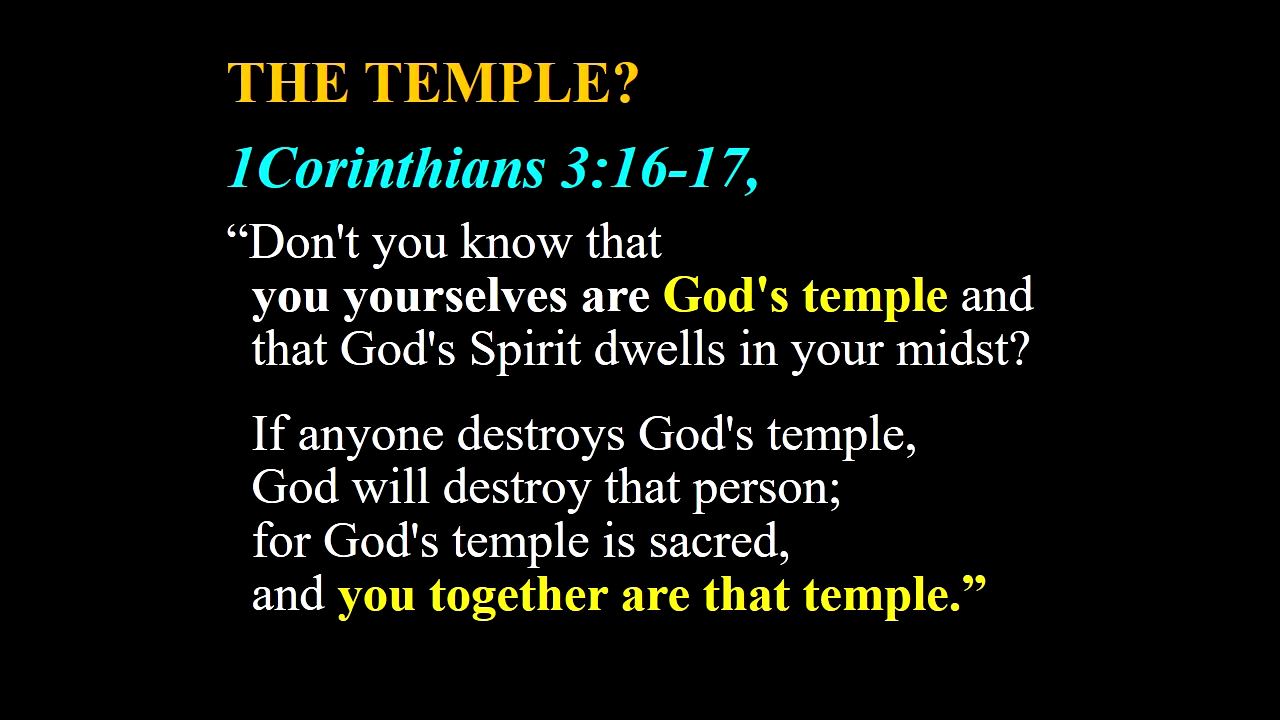 THE TEMPLE?
1Corinthians 3:16-17,
“Don't you know that
you yourselves are God's temple and
that God's Spirit dwells in your midst?
If anyone destroys God's temple,
God will destroy that person;
for God's temple is sacred,
and you together are that temple.”